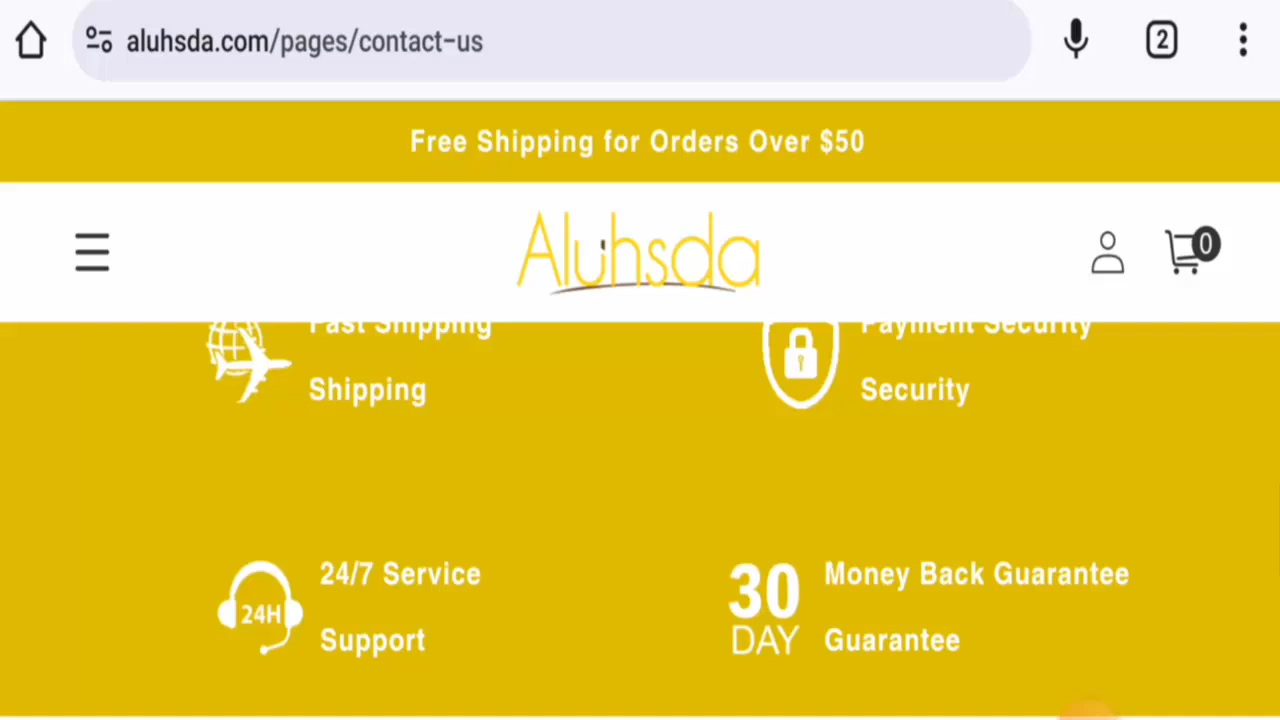 aluhsda.com/pages/contact-us
2
Free Shipping for Orders Over $50
Aluhsda
0
Fast Shipping
Payment Security
Shipping
Security
24/7 Service
30
Money Back Guarantee
24H
Support
DAY
Guarantee